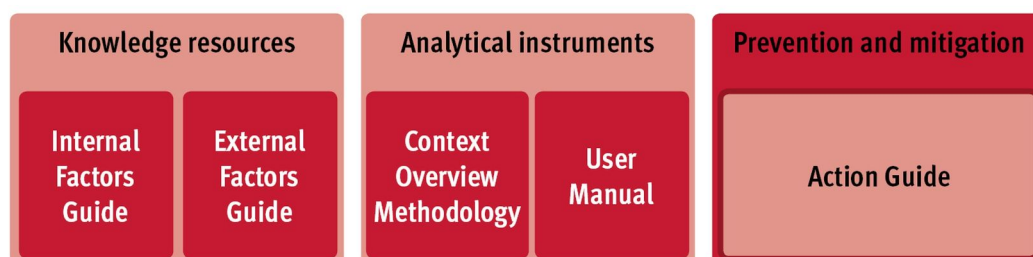 Knowledge resources
Internal
Factors
Guide
External
Factors
Guide
Analytical instruments
Context
Overview
Methodology
User
Manual
Prevention and mitigation
Action Guide